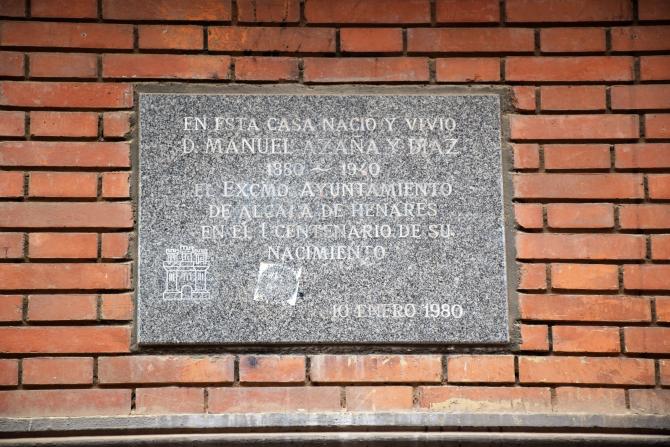 EN ESTA CASA NACIO Y VIVIO
D. MANUEL AZAÑA Y DIAZ
1880 ~ 1940
EL EXCMO. AYUNTAMIENTO
DE ALCALA DE HENARES
EN EL I CENTENARIO DE SU
NACIMIENTO
10 ENERO 1980